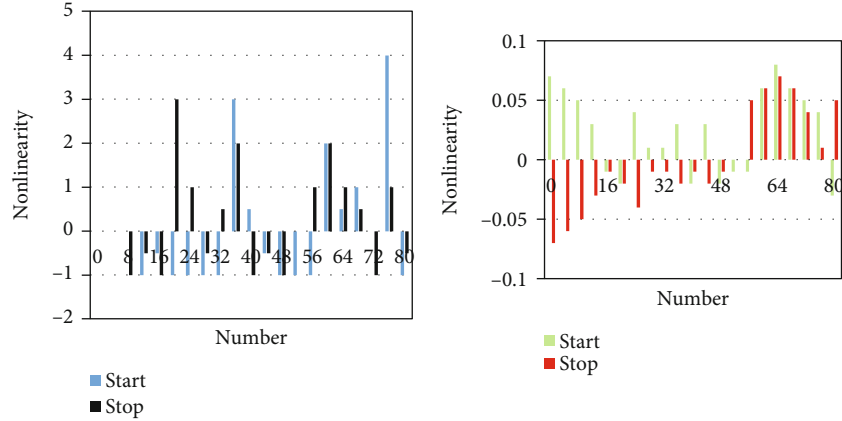 5
4
3
2
1
0
−1
−2
Nonlinearity
0 8 16 24 32 40 48 56 64 72 80
Number
Start
Stop
0.1
0.05
0
−0.05
−0.1
Nonlinearity
0 16 32 48 64 80
Number
Start
Stop